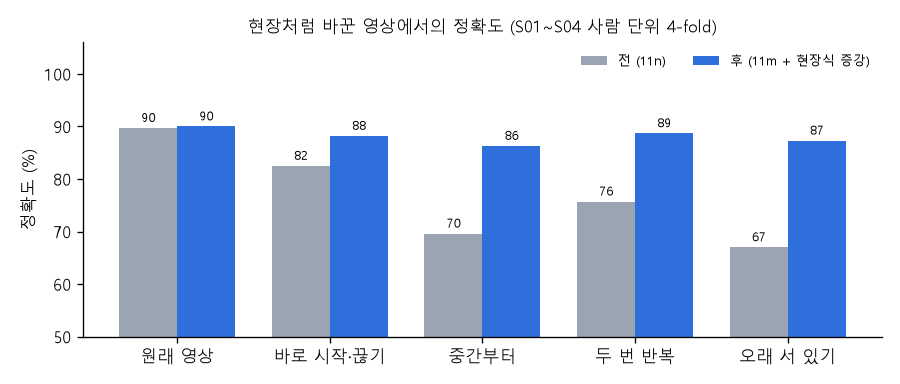 현장처럼 바꾼 영상에서의 정확도 (S01~S04 사람 단위 4-fold)
전 (11n) 후 (11m + 현장식 증강)
정확도 (%)
100
90
80
70
60
50
90 90
82 88
70 86
76 89
67 87
원래 영상 바로 시작·끊기 중간부터 두 번 반복 오래 서 있기